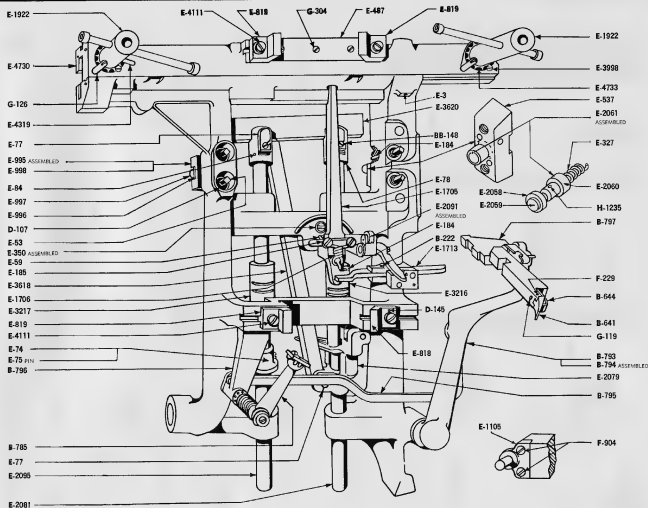 E-1922
E-4111
E-819
G-304
E-487
E-819
E-1922
E-4730
E-3998
E-4733
G-126
E-3
E-537
E-3620
E-2061
ASSEMBLED
E-4319
BB-148
E-77
E-184
E-327
E-995 ASSEMBLED
E-998
E-78
E-84
E-1705
E-2058
E-2060
E-997
E-2091
ASSEMBLED
E-2059
H-1235
E-996
D-107
E-184
B-797
E-53
B-222
E-350 ASSEMBLED
E-1713
E-59
F-229
E-185
E-3618
E-3216
B-644
E-1706
E-3217
D-145
B-641
E-819
G-119
E-4111
E-818
B-793
E-74
B-794 ASSEMBLED
E-75 PIN
E-2079
B-796
B-795
E-1105
B-785
F-904
E-77
E-2095
E-2081